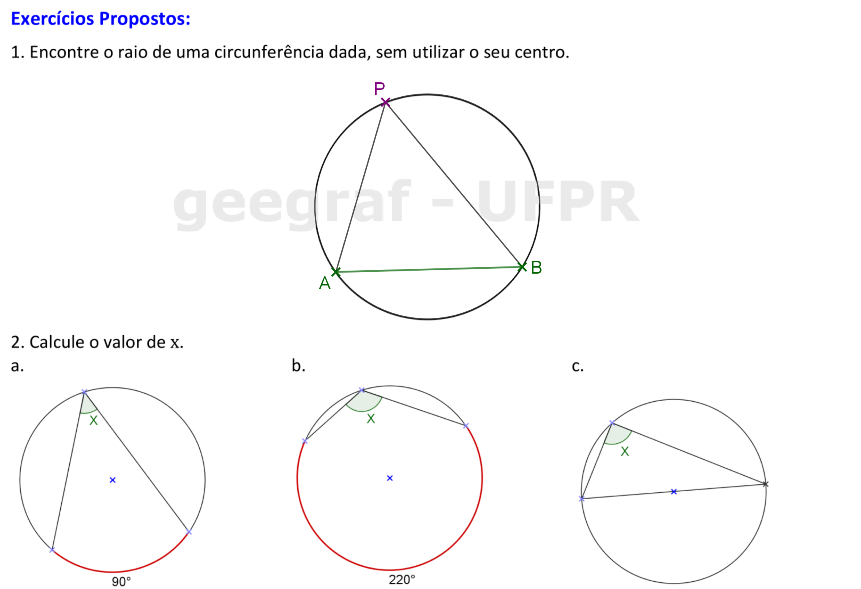 Exercícios Propostos:
1. Encontre o raio de uma circunferência dada, sem utilizar o seu centro.
P
geegraf - UFPR
A
B
2. Calcule o valor de x.
a.
b.
c.
X
X
X
90°
220°